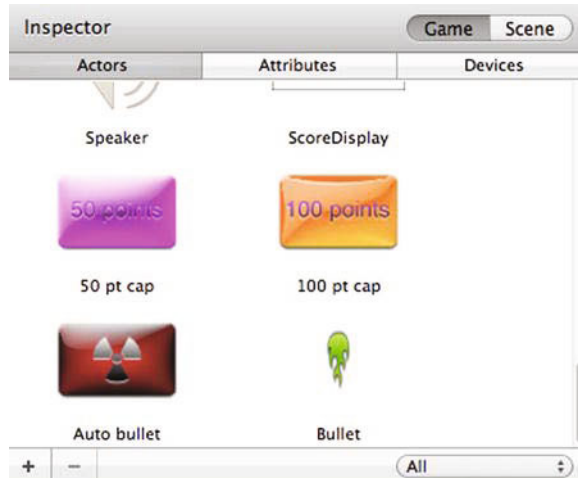 Inspector
Game Scene
Actors Attributes Devices
Speaker ScoreDisplay
50 points 100 points
50 pt cap 100 pt cap
Auto bullet Bullet
+ − All